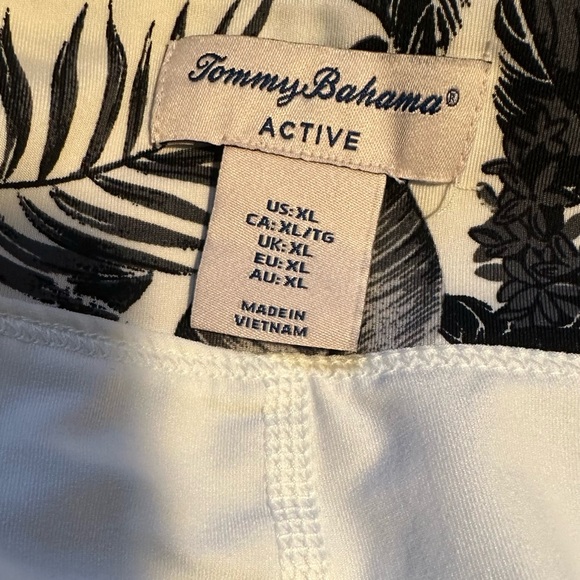 Tommy Bahama®
ACTIVE
US: XL
CA: XL/TG
UK: XL
EU: XL
AU: XL
MADE IN
VIETNAM